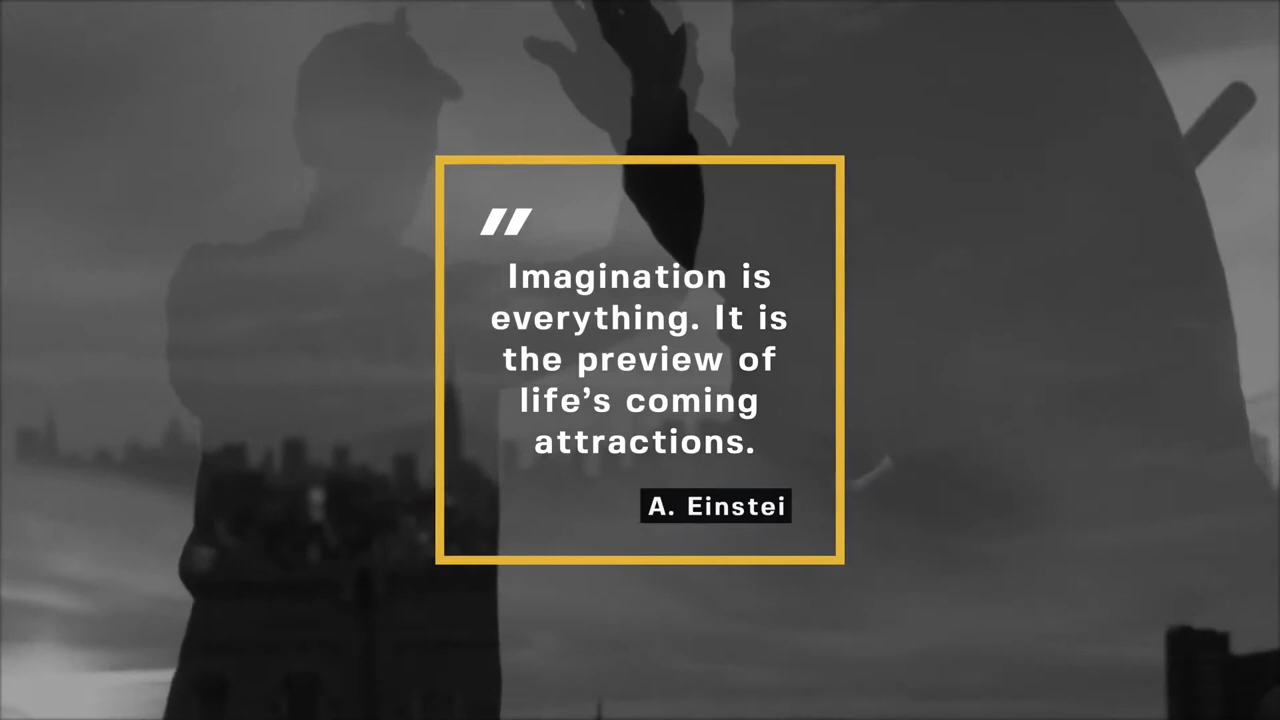 "
Imagination is
everything. It is
the preview of
life’s coming
attractions.
A. Einstei